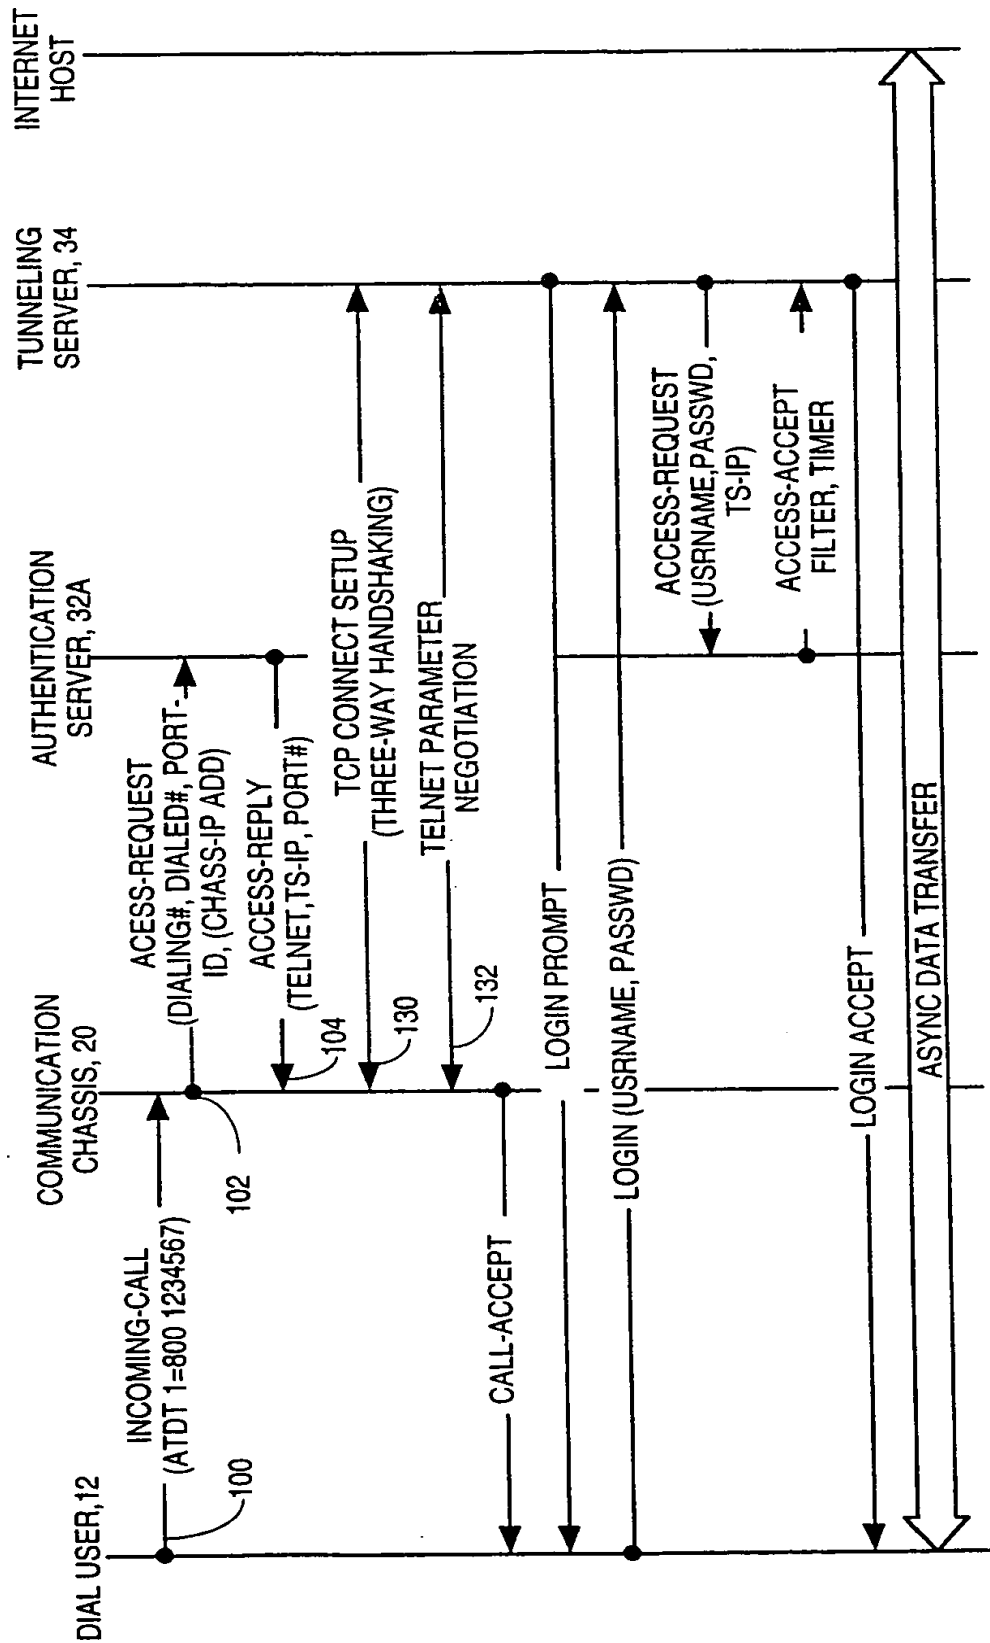 DIAL USER,12
COMMUNICATION
CHASSIS, 20
AUTHENTICATION
SERVER, 32A
TUNNELING
SERVER, 34
INTERNET
HOST
INCOMING-CALL
(ATDT 1=800 1234567)
100
102
ACESS-REQUEST
(DIALING#, DIALED#, PORT-
ID, (CHASS-IP ADD)
ACCESS-REPLY
(TELNET,TS-IP, PORT#)
104
TCP CONNECT SETUP
(THREE-WAY HANDSHAKING)
130
TELNET PARAMETER
NEGOTIATION
132
CALL-ACCEPT
LOGIN PROMPT
LOGIN (USRNAME, PASSWD)
ACCESS-REQUEST
(USRNAME,PASSWD,
TS-IP)
ACCESS-ACCEPT
FILTER, TIMER
LOGIN ACCEPT
ASYNC DATA TRANSFER